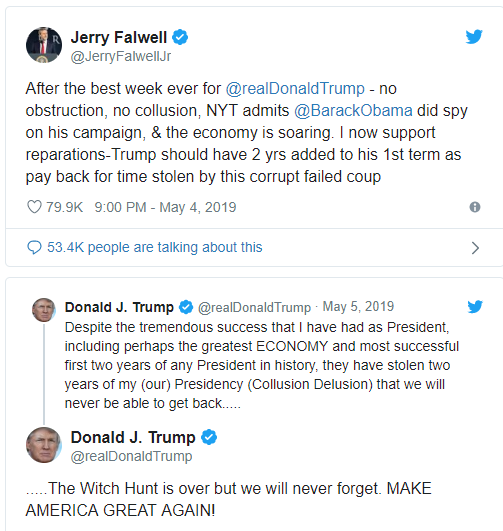 Jerry Falwell
@JerryFalwellJr
After the best week ever for @realDonaldTrump - no
obstruction, no collusion, NYT admits @BarackObama did spy
on his campaign, & the economy is soaring. I now support
reparations-Trump should have 2 yrs added to his 1st term as
pay back for time stolen by this corrupt failed coup
79.9K 9:00 PM - May 4, 2019
53.4K people are talking about this
Donald J. Trump @realDonaldTrump · May 5, 2019
Despite the tremendous success that I have had as President,
including perhaps the greatest ECONOMY and most successful
first two years of any President in history, they have stolen two
years of my (our) Presidency (Collusion Delusion) that we will
never be able to get back.....
Donald J. Trump
@realDonaldTrump
.....The Witch Hunt is over but we will never forget. MAKE
AMERICA GREAT AGAIN!